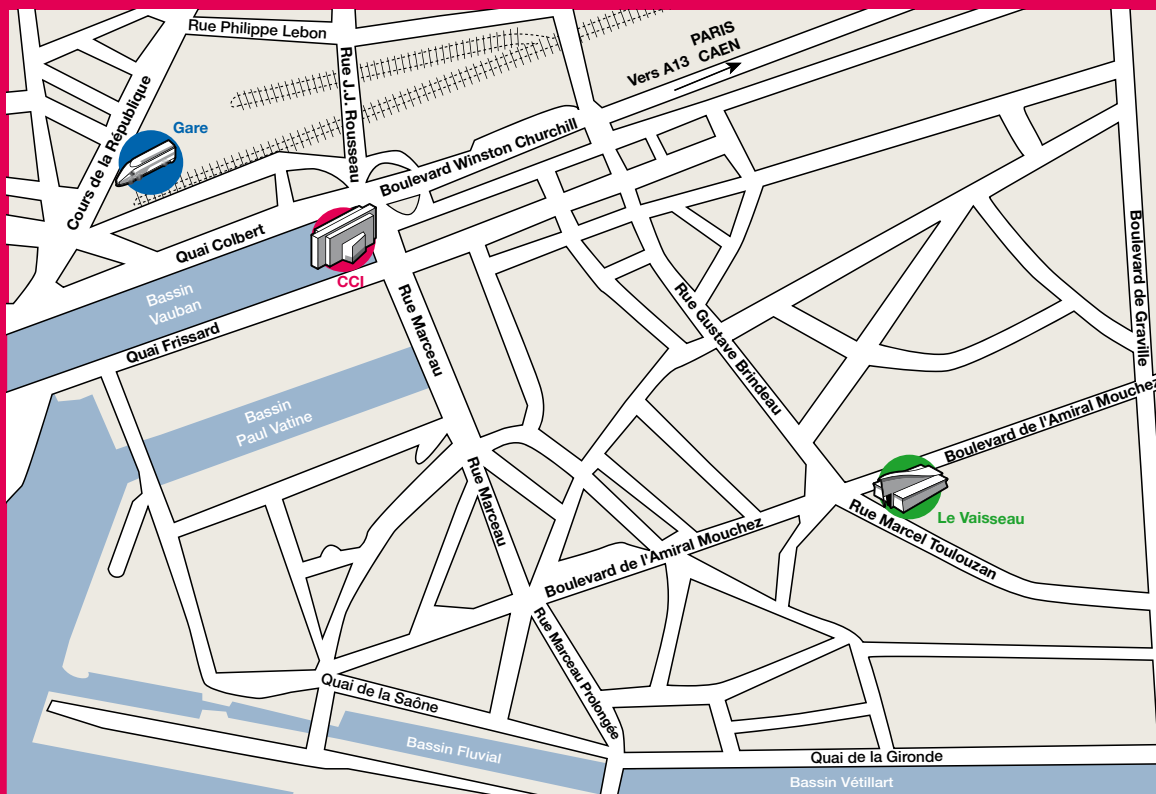 Rue Philippe Lebon
PARIS
Vers A13 CAEN
Rue J.J. Rousseau
Cours de la République
Gare
Boulevard Winston Churchill
Quai Colbert
CCI
Bassin
Vauban
Quai Frissard
Rue Marceau
Rue Gustave Brindeau
Boulevard de Graville
Bassin
Paul Vatine
Boulevard de l'Amiral Mouchez
Rue Marceau
Le Vaisseau
Rue Marcel Toulouzan
Boulevard de l'Amiral Mouchez
Rue Marceau Prolongée
Quai de la Saône
Bassin Fluvial
Quai de la Gironde
Bassin Vétillart